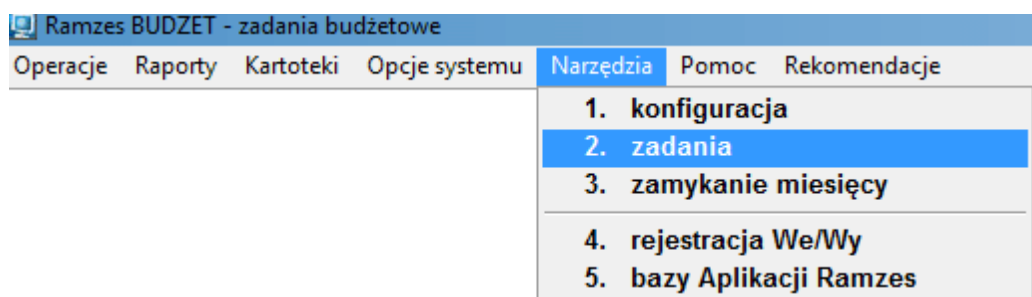 Ramzes BUDZET - zadania budżetowe
Operacje Raporty Kartoteki Opcje systemu Narzędzia Pomoc Rekomendacje
1. konfiguracja
2. zadania
3. zamykanie miesięcy
4. rejestracja We/Wy
5. bazy Aplikacji Ramzes